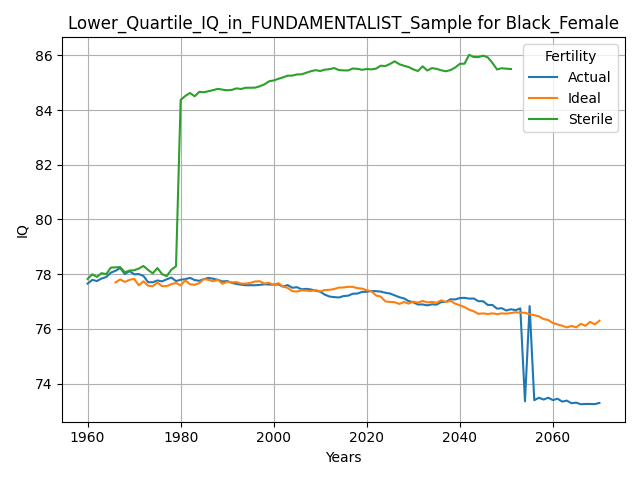 Lower_Quartile_IQ_in_FUNDAMENTALIST_Sample for Black_Female
86
84
82
80
78
76
74
IQ
1960
1980
2000
2020
2040
2060
Years
Fertility
Actual
Ideal
Sterile